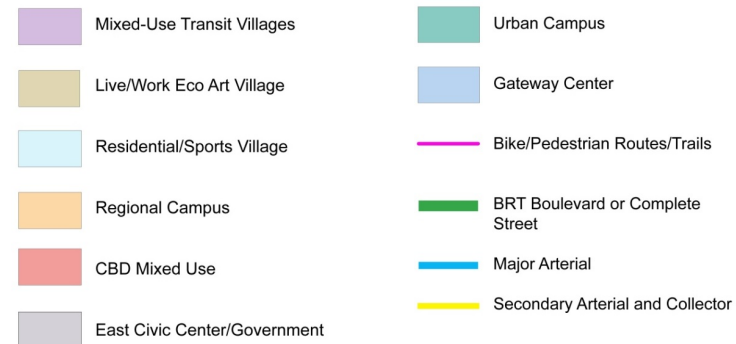 Mixed-Use Transit Villages
Live/Work Eco Art Village
Residential/Sports Village
Regional Campus
CBD Mixed Use
East Civic Center/Government
Urban Campus
Gateway Center
Bike/Pedestrian Routes/Trails
BRT Boulevard or Complete
Street
Major Arterial
Secondary Arterial and Collector